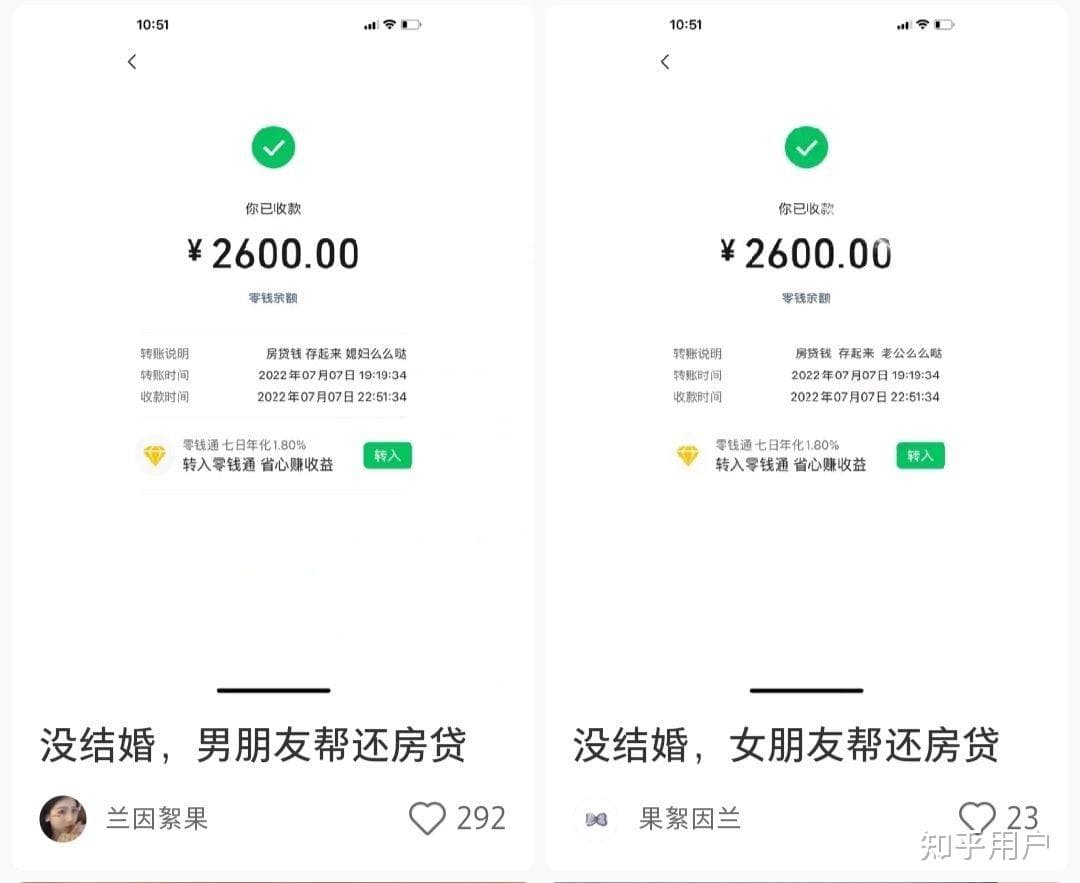 10:51
你已收款
¥2600.00
零钱余额
转账说明 房贷钱 存起来 媳妇么么哒
转账时间 2022年07月07日 19:19:34
收款时间 2022年07月07日 22:51:34
零钱通 七日年化1.80%
转入零钱通 省心赚收益
转入
没结婚，男朋友帮还房贷
兰因絮果
292
10:51
你已收款
¥2600.00
零钱余额
转账说明 房贷钱 存起来 老公么么哒
转账时间 2022年07月07日 19:19:34
收款时间 2022年07月07日 22:51:34
零钱通 七日年化1.80%
转入零钱通 省心赚收益
转入
没结婚，女朋友帮还房贷
果絮因兰
23
知乎用户